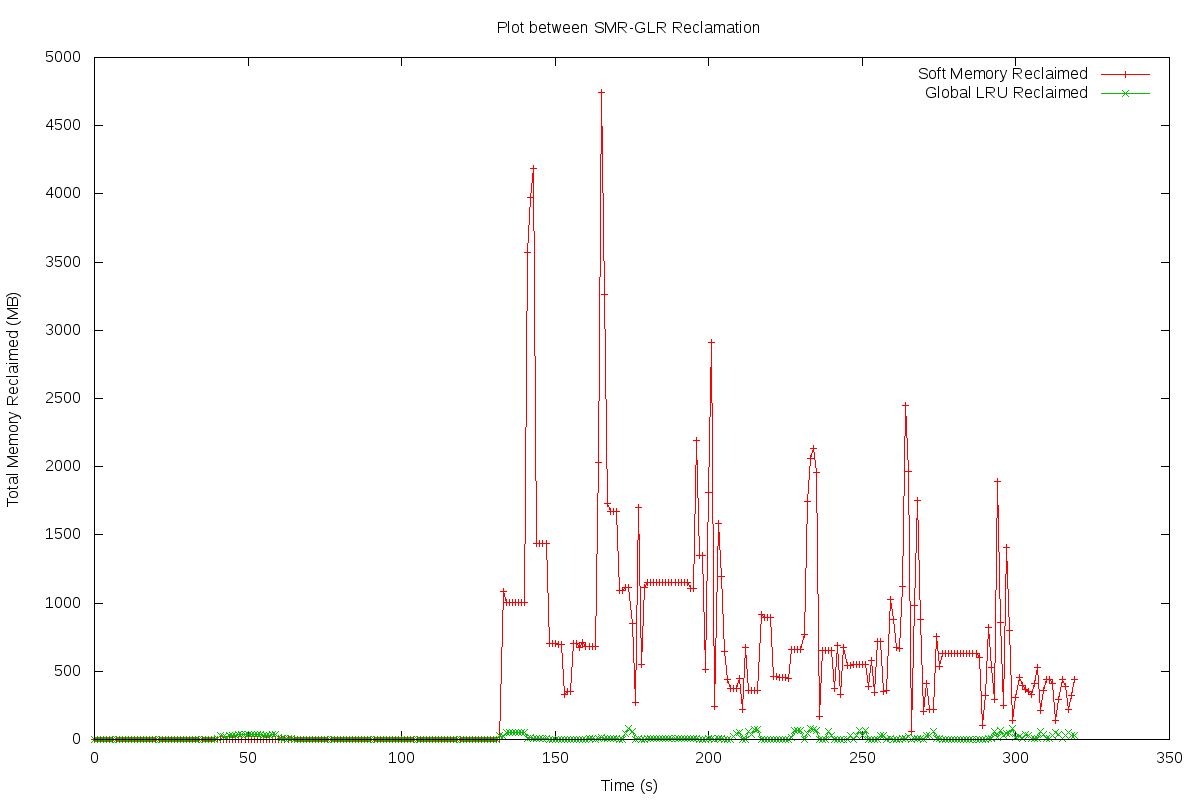 Plot between SMR-GLR Reclamation
Soft Memory Reclaimed
Global LRU Reclaimed
Total Memory Reclaimed (MB)
5000
4500
4000
3500
3000
2500
2000
1500
1000
500
0
0 50 100 150 200 250 300 350
Time (s)